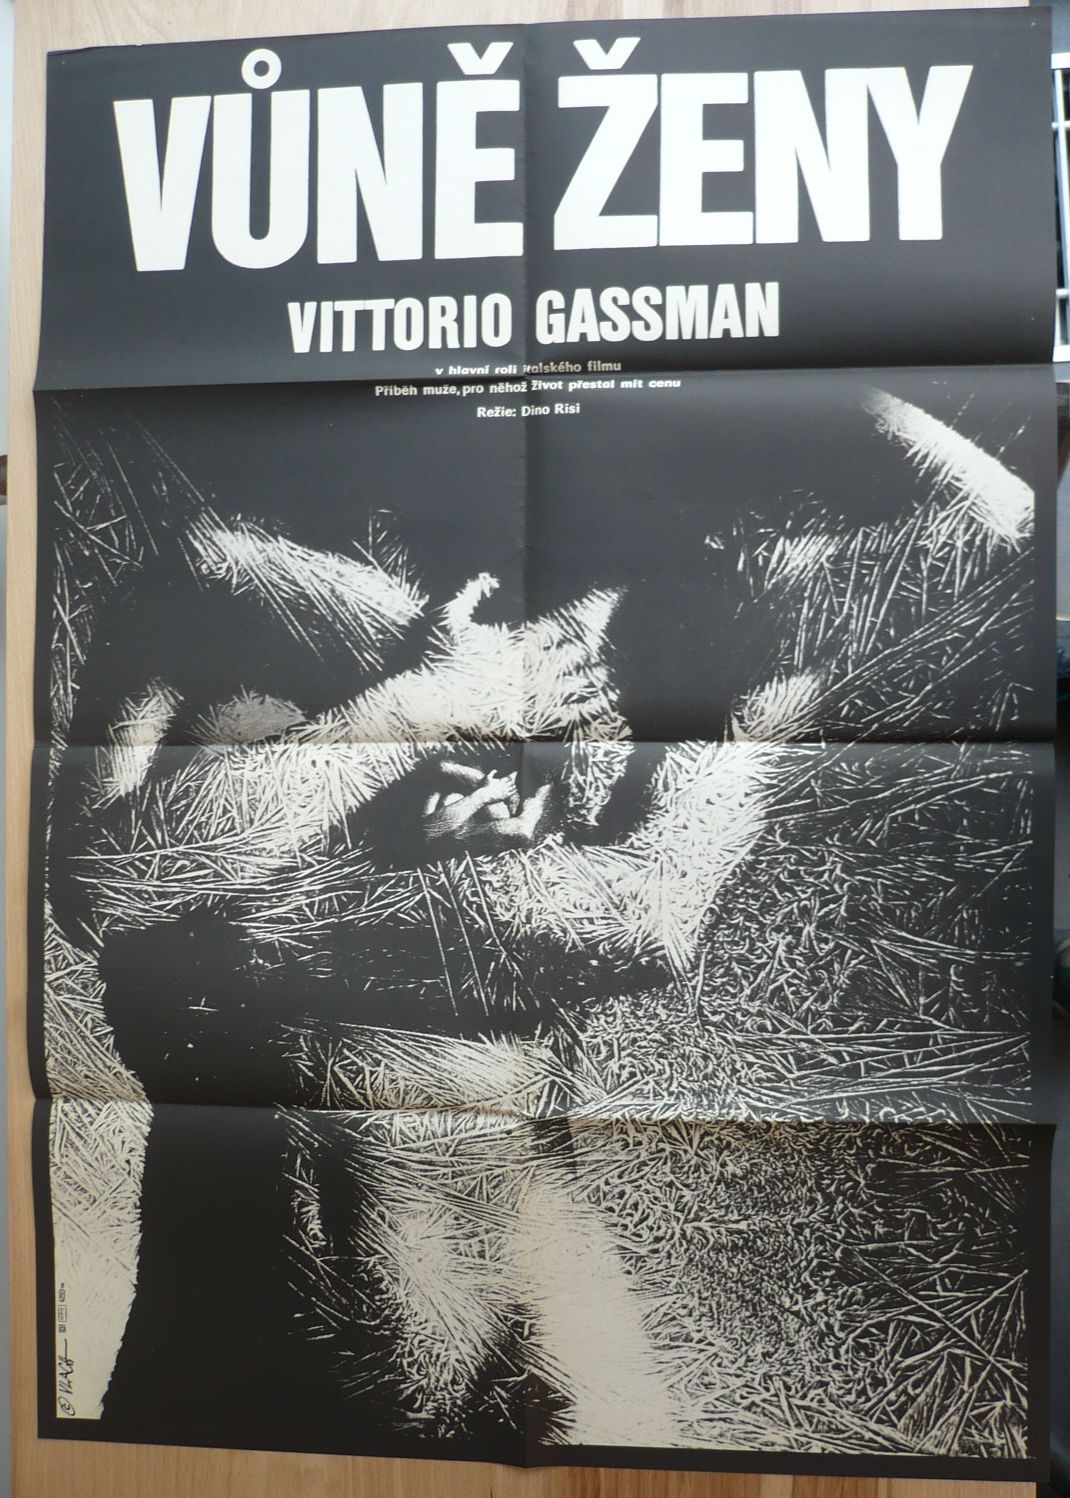 VŮNĚ ŽENY
VITTORIO GASSMAN
v hlavní roli italského filmu
Příběh muže, pro něhož život přestal mít cenu
Režie: Dino Risi
© VLACH